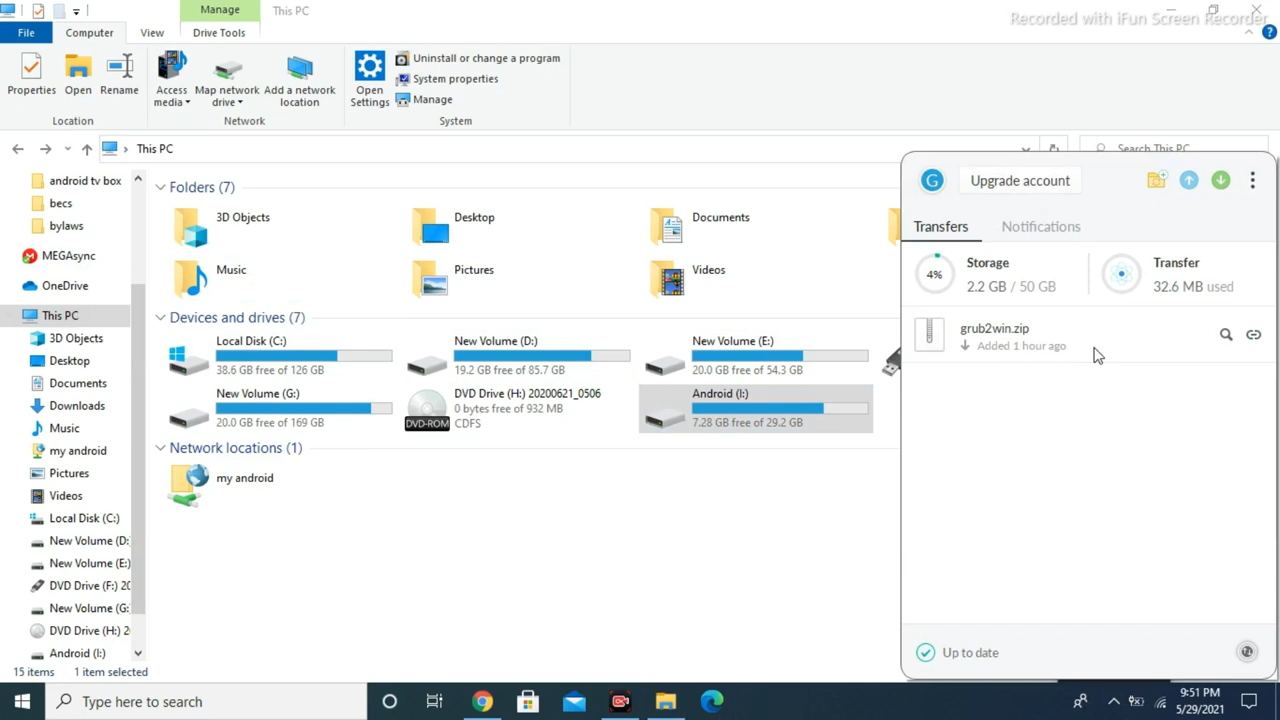 Manage
This PC
Recorded with iFun Screen Recorder
File
Computer
View
Drive Tools
Properties
Open
Rename
Access media
Map network drive
Add a network location
Open Settings
Uninstall or change a program
System properties
Manage
Location
Network
System
This PC
Search This PC
android tv box
becs
bylaws
MEGAsync
OneDrive
This PC
3D Objects
Desktop
Documents
Downloads
Music
my android
Pictures
Videos
Local Disk (C:)
New Volume (D:
New Volume (E:)
DVD Drive (F:) 20
New Volume (G:
DVD Drive (H:) 2
Android (I:)
Folders (7)
3D Objects
Desktop
Documents
Music
Pictures
Videos
Devices and drives (7)
Local Disk (C:)
38.6 GB free of 126 GB
New Volume (D:)
19.2 GB free of 85.7 GB
New Volume (E:)
20.0 GB free of 54.3 GB
New Volume (G:)
20.0 GB free of 169 GB
DVD-ROM
DVD Drive (H:) 20200621_0506
0 bytes free of 932 MB
CDFS
Android (I:)
7.28 GB free of 29.2 GB
Network locations (1)
my android
G
Upgrade account
Transfers
Notifications
4%
Storage
2.2 GB / 50 GB
Transfer
32.6 MB used
grub2win.zip
Added 1 hour ago
Up to date
15 items
1 item selected
Type here to search
9:51 PM
5/29/2021